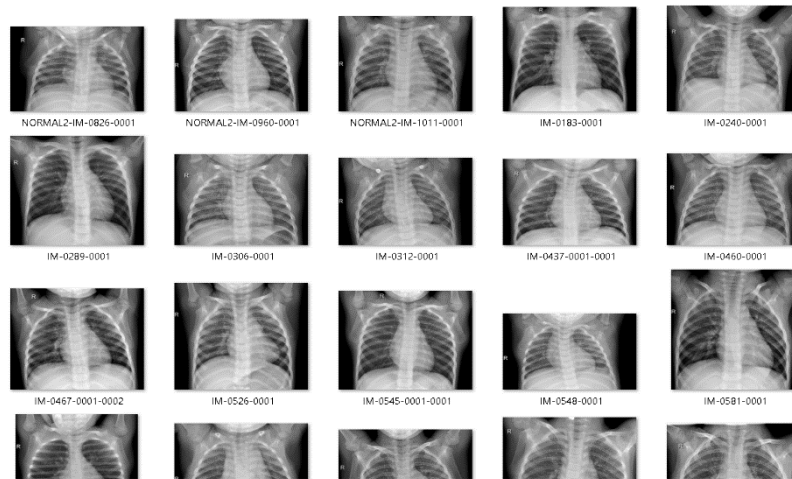 NORMAL2-IM-0826-0001
NORMAL2-IM-0960-0001
NORMAL2-IM-1011-0001
IM-0183-0001
IM-0240-0001
IM-0289-0001
IM-0306-0001
IM-0312-0001
IM-0437-0001-0001
IM-0460-0001
IM-0467-0001-0002
IM-0526-0001
IM-0545-0001-0001
IM-0548-0001
IM-0581-0001